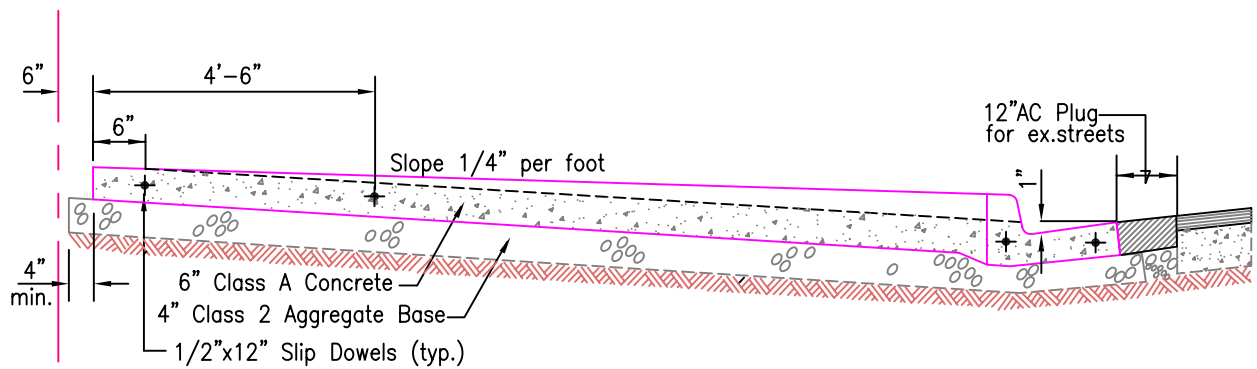 6"
4'-6"
6"
Slope 1/4" per foot
12"AC Plug
for ex.streets
1"
4"
min.
6" Class A Concrete
4" Class 2 Aggregate Base
1/2"x12" Slip Dowels (typ.)